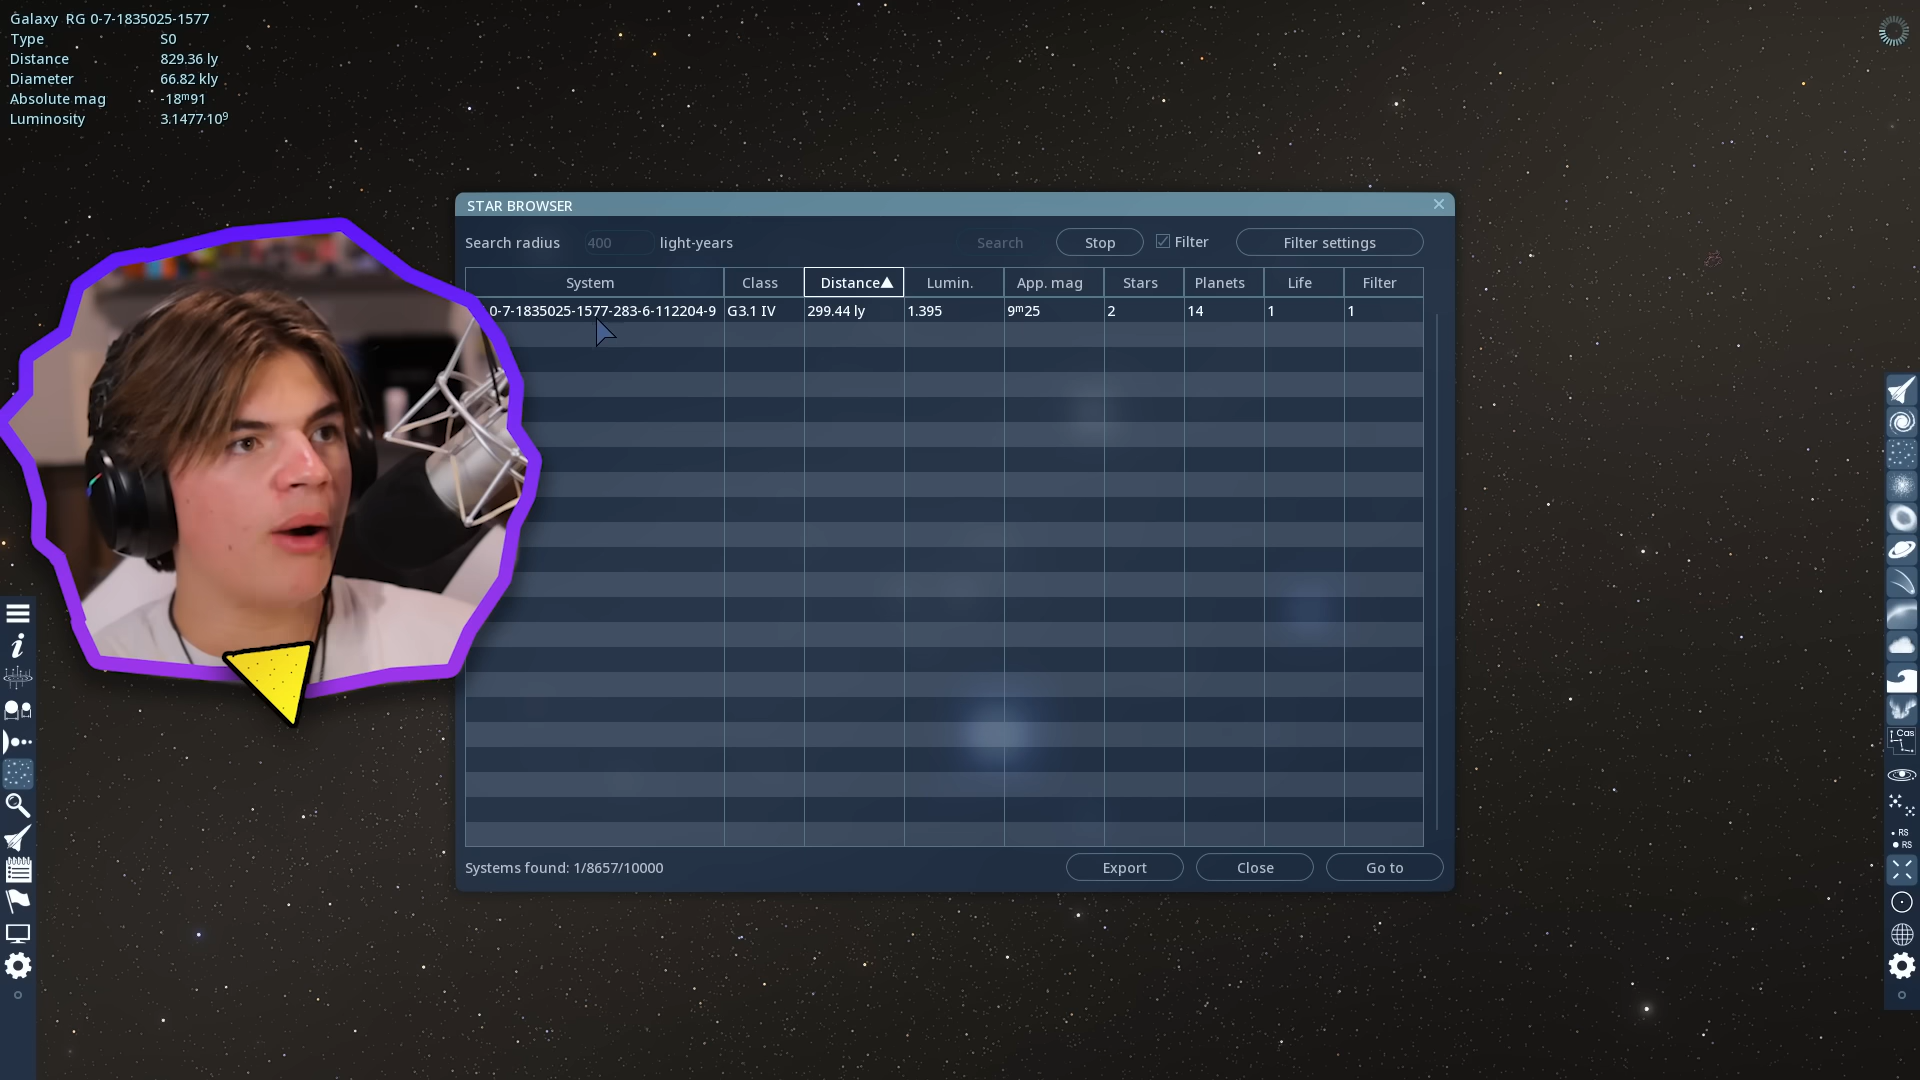 Galaxy RG 0-7-1835025-1577
Type S0
Distance 829.36 ly
Diameter 66.82 kly
Absolute mag -18ᵐ91
Luminosity 3.1477·10⁹
STAR BROWSER
Search radius 400 light-years Search Stop Filter Filter settings
System Class Distance▲ Lumin. App. mag Stars Planets Life Filter
0-7-1835025-1577-283-6-112204-9 G3.1 IV 299.44 ly 1.395 9ᵐ25 2 14 1 1
Cas
RS
RS
Systems found: 1/8657/10000 Export Close Go to